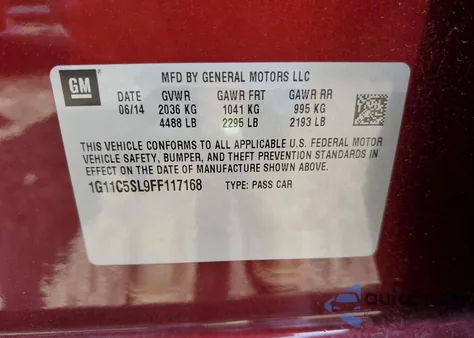 GM
MFD BY GENERAL MOTORS LLC
DATE GVWR GAWR FRT GAWR RR
06/14 2036 KG 1041 KG 995 KG
4488 LB 2295 LB 2193 LB
THIS VEHICLE CONFORMS TO ALL APPLICABLE U.S. FEDERAL MOTOR
VEHICLE SAFETY, BUMPER, AND THEFT PREVENTION STANDARDS IN
EFFECT ON THE DATE OF MANUFACTURE SHOWN ABOVE.
1G11C5SL9FF117168 TYPE: PASS CAR